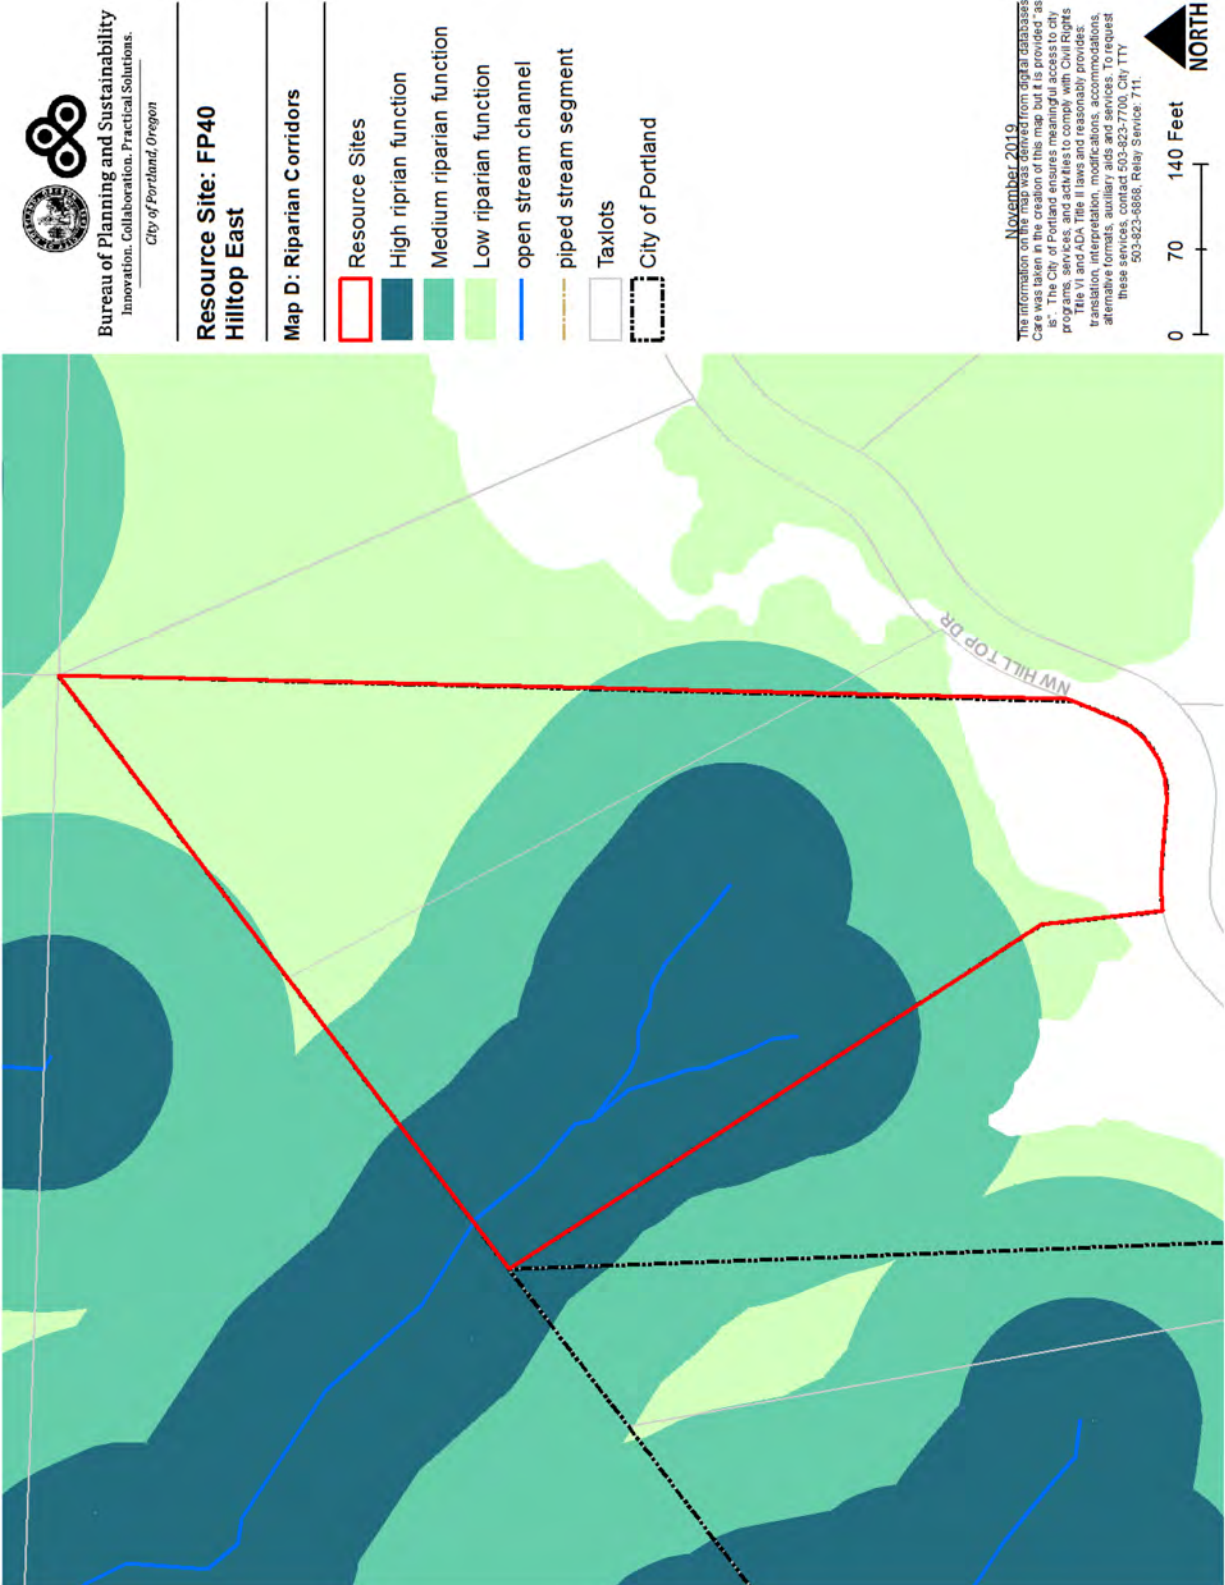 Bureau of Planning and Sustainability
Innovation. Collaboration. Practical Solutions.
City of Portland, Oregon
Resource Site: FP40
Hilltop East
Map D: Riparian Corridors
Resource Sites
High riprian function
Medium riparian function
Low riparian function
open stream channel
piped stream segment
Taxlots
City of Portland
November 2019
The information on the map was derived from digital databases
Care was taken in the creation of this map but it is provided "as
is". The City of Portland ensures meaningful access to city
programs, services, and activities to comply with Civil Rights
Title VI and ADA Title II laws and reasonably provides:
translation, interpretation, modifications, accommodations,
alternative formats, auxiliary aids and services. To request
these services, contact 503-823-7700, City TTY
503-823-6868, Relay Service: 711.
0 70 140 Feet
NORTH
NW HILL TOP DR